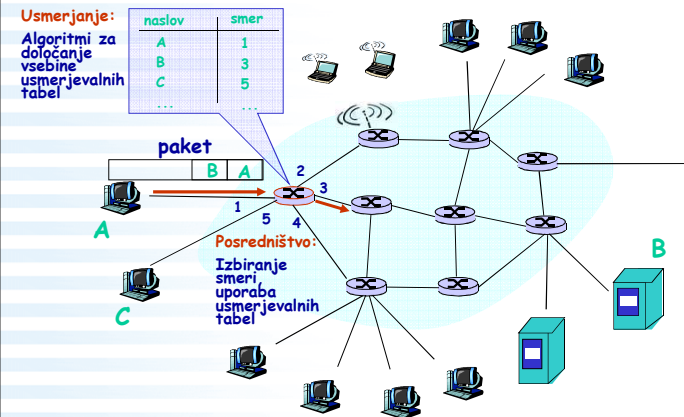 Usmerjanje:
Algoritmi za
določanje
vsebine
usmerjevalnih
tabel
naslov smer
A 1
B 3
C 5
... ...
paket
B A
2
3
1
5
4
A
C
B
Posredništvo:
Izbiranje
smeri,
uporaba
usmerjevalnih
tabel